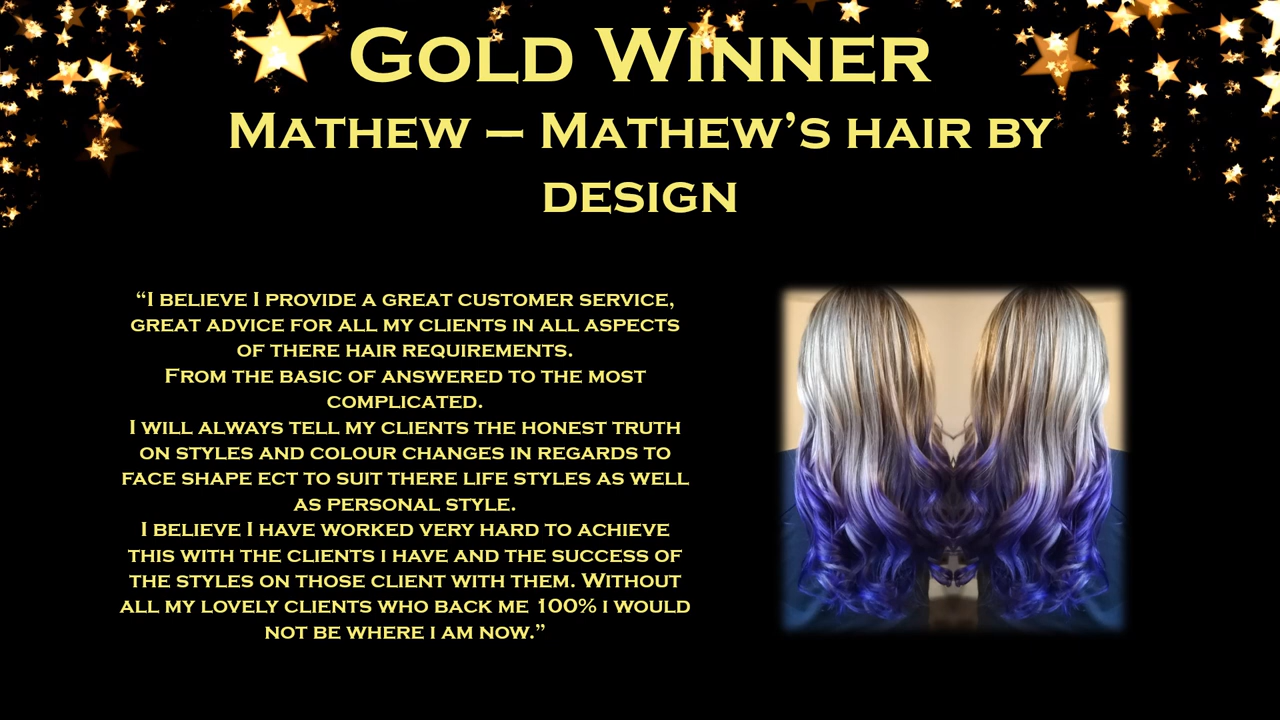 Gold Winner
Mathew – Mathew's hair by
design
“I believe I provide a great customer service,
great advice for all my clients in all aspects
of there hair requirements.
From the basic of answered to the most
complicated.
I will always tell my clients the honest truth
on styles and colour changes in regards to
face shape ect to suit there life styles as well
as personal style.
I believe I have worked very hard to achieve
this with the clients i have and the success of
the styles on those client with them. Without
all my lovely clients who back me 100% i would
not be where i am now.”